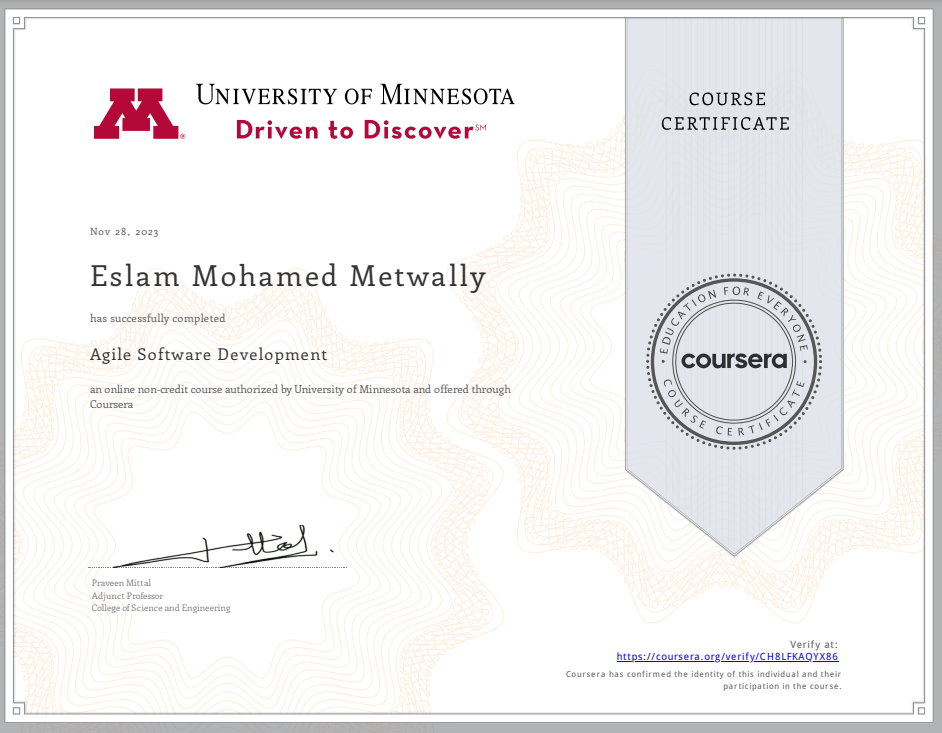 UNIVERSITY OF MINNESOTA
Driven to Discover℠
COURSE
CERTIFICATE
Nov 28, 2023
Eslam Mohamed Metwally
has successfully completed
Agile Software Development
an online non-credit course authorized by University of Minnesota and offered through
Coursera
EDUCATION FOR EVERYONE
coursera
COURSE CERTIFICATE
Praveen Mittal
Adjunct Professor
College of Science and Engineering
Verify at:
https://coursera.org/verify/CH8LFKAQYX86
Coursera has confirmed the identity of this individual and their
participation in the course.